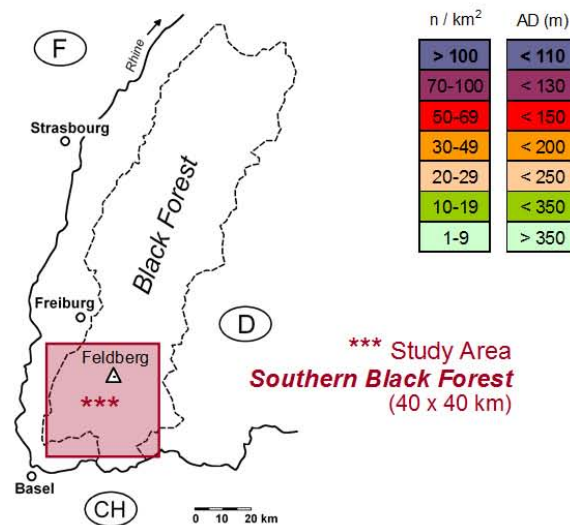 F
Rhine
Strasbourg
Black Forest
Freiburg
D
Feldberg
***
Basel
CH
0 10 20 km
n / km² AD (m)
> 100 < 110
70-100 < 130
50-69 < 150
30-49 < 200
20-29 < 250
10-19 < 350
1-9 > 350
*** Study Area
Southern Black Forest
(40 x 40 km)